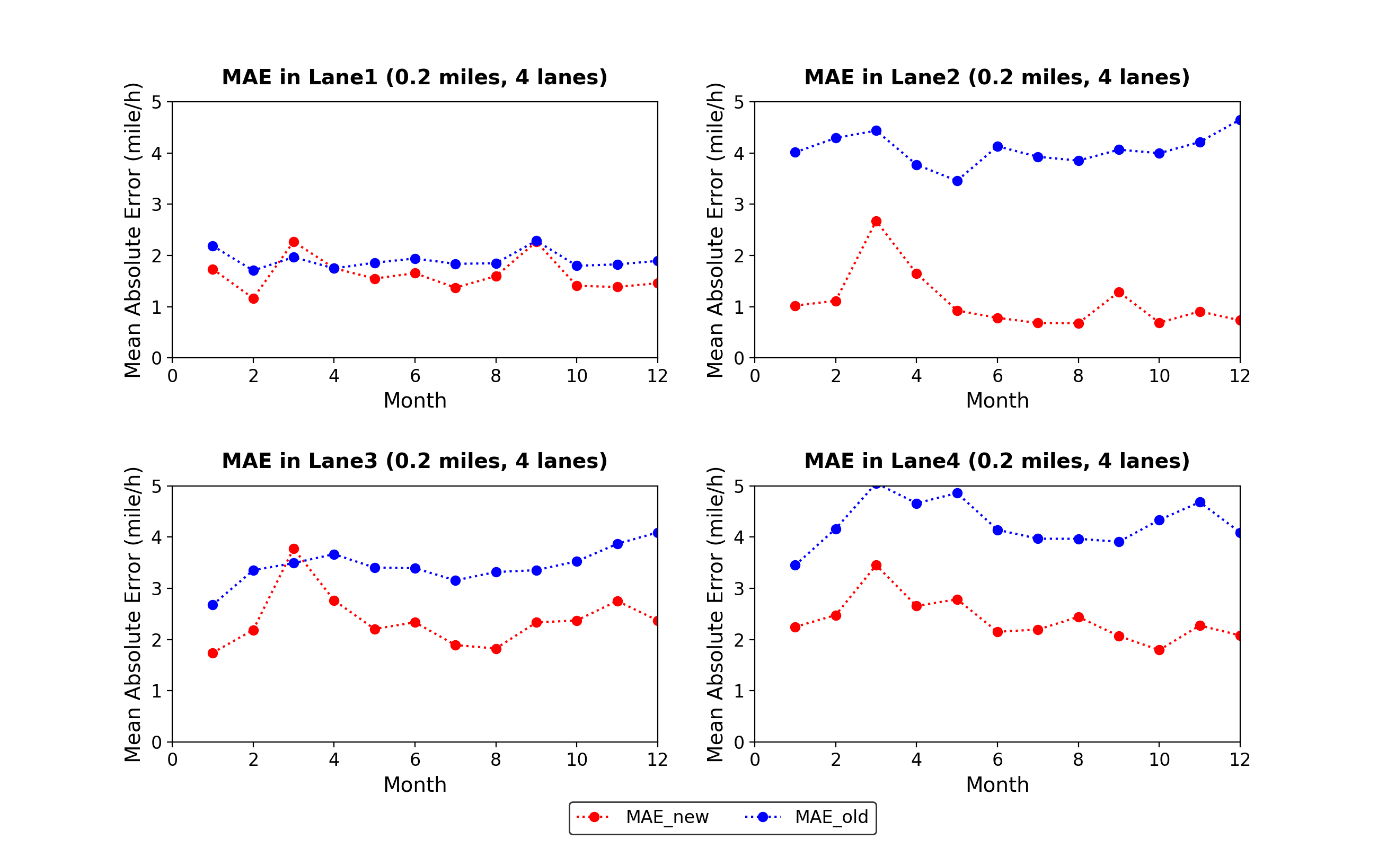 MAE in Lane1 (0.2 miles, 4 lanes)
Mean Absolute Error (mile/h)
5
4
3
2
1
0
0 2 4 6 8 10 12
Month
MAE in Lane2 (0.2 miles, 4 lanes)
Mean Absolute Error (mile/h)
5
4
3
2
1
0
0 2 4 6 8 10 12
Month
MAE in Lane3 (0.2 miles, 4 lanes)
Mean Absolute Error (mile/h)
5
4
3
2
1
0
0 2 4 6 8 10 12
Month
MAE in Lane4 (0.2 miles, 4 lanes)
Mean Absolute Error (mile/h)
5
4
3
2
1
0
0 2 4 6 8 10 12
Month
MAE_new MAE_old